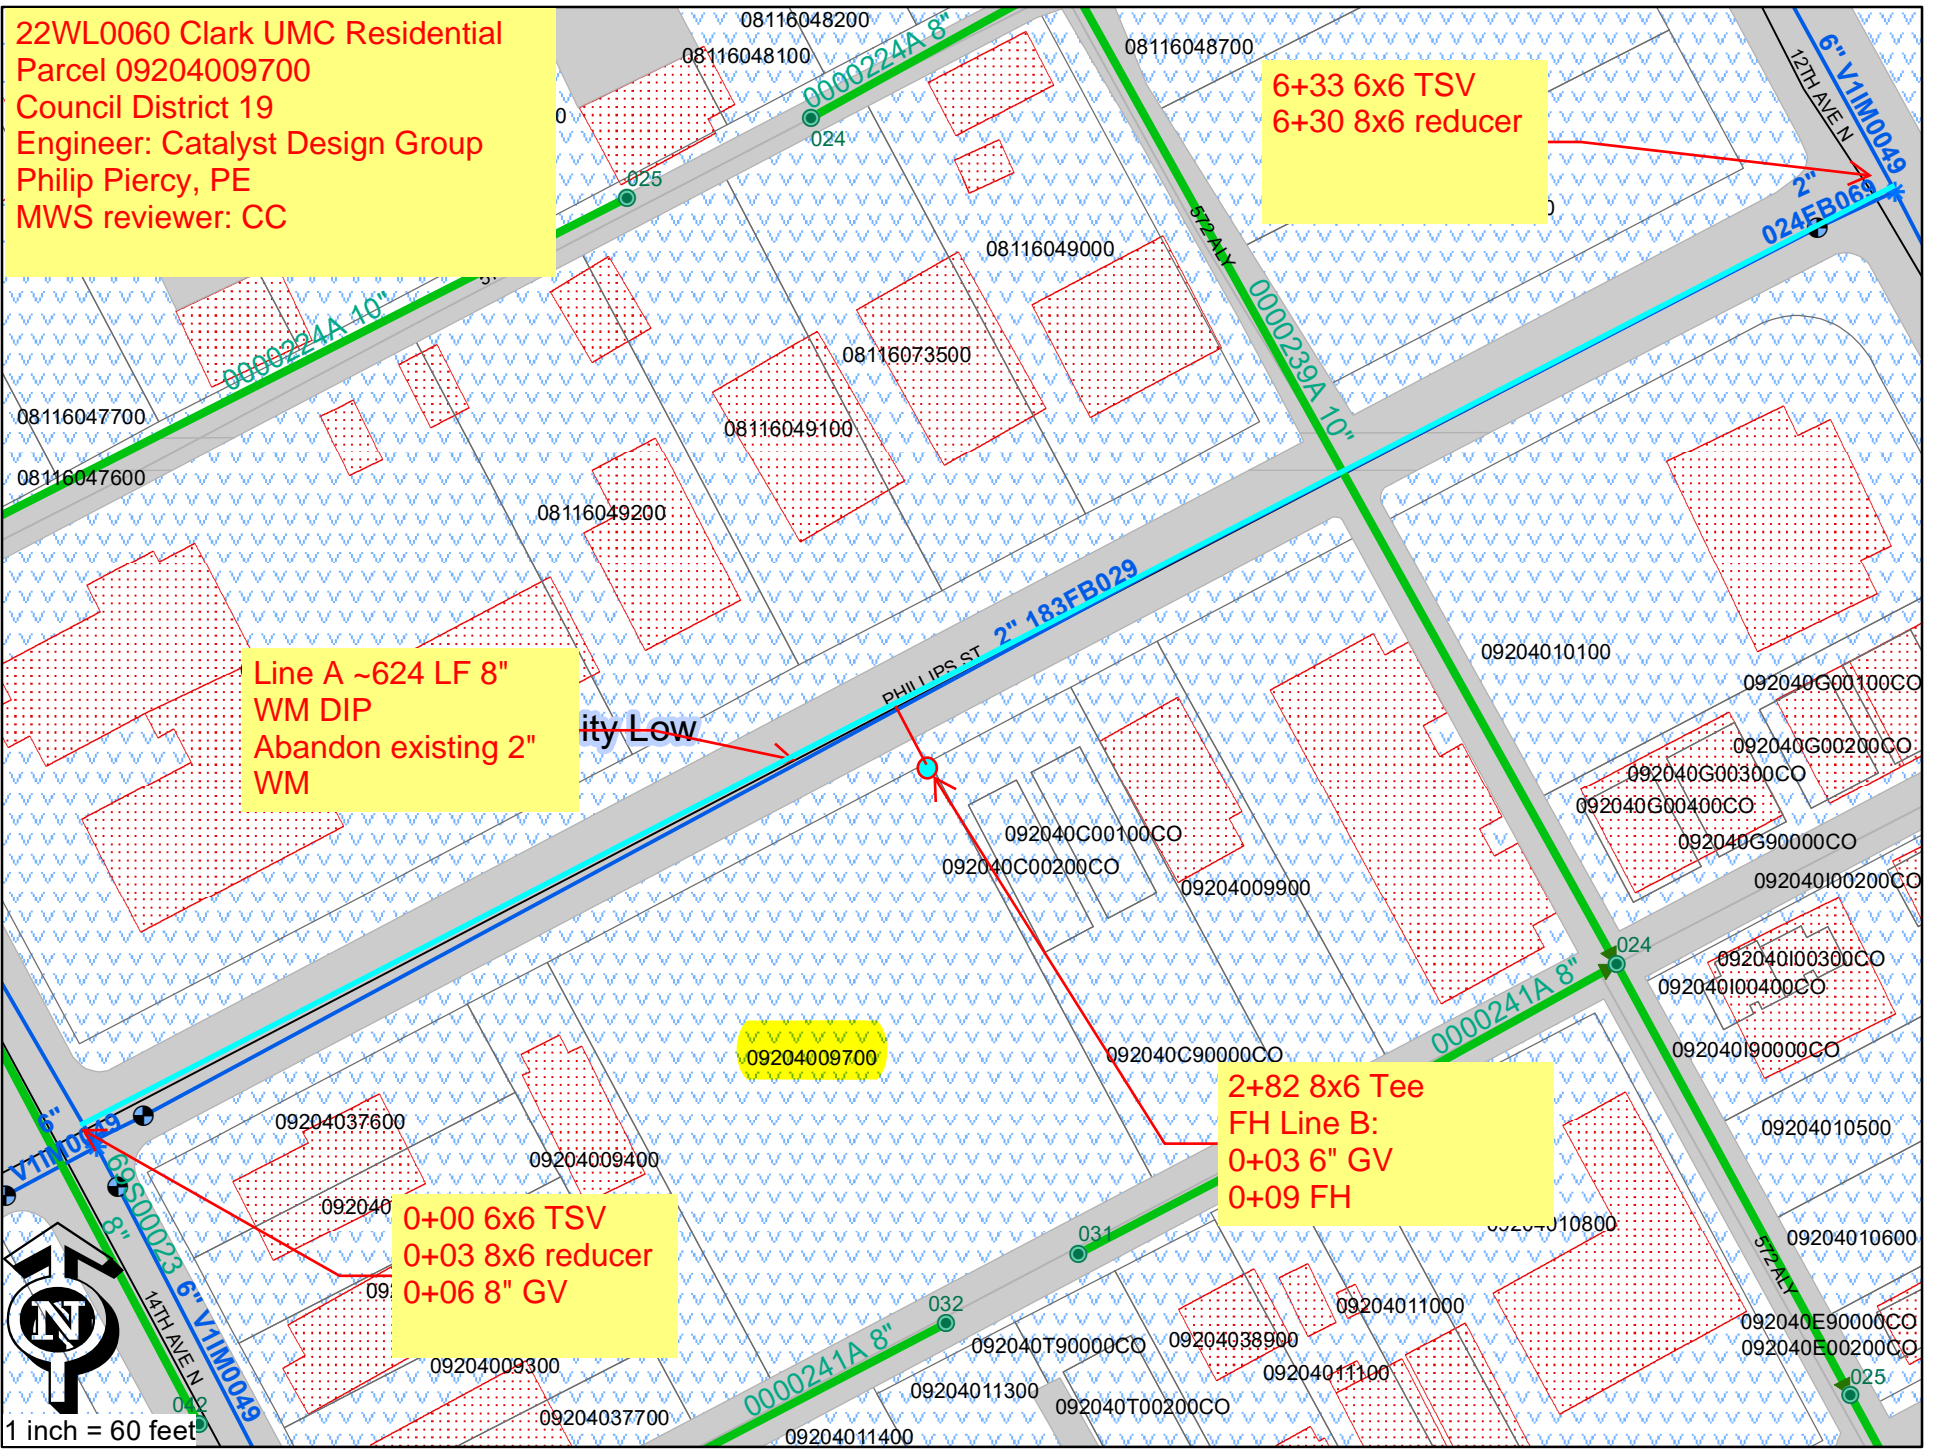 22WL0060 Clark UMC Residential
Parcel 09204009700
Council District 19
Engineer: Catalyst Design Group
Philip Piercy, PE
MWS reviewer: CC
08116048200
08116048100
0000224A 8"
024
025
08116048700
6+33 6x6 TSV
6+30 8x6 reducer
12TH AVE N
6" V1IM0049
2"
024FB069
572 ALY
08116049000
0000239A 10"
0000224A 10"
08116073500
08116047700
08116049100
08116047600
08116049200
2" 183FB029
PHILLIPS ST
Line A ~624 LF 8"
WM DIP
Abandon existing 2"
WM
ity Low
09204010100
092040G00100CO
092040G00200CO
092040G00300CO
092040G00400CO
092040G90000CO
092040C00100CO
092040C00200CO
09204009900
092040I00200CO
024
092040I00300CO
092040I00400CO
0000241A 8"
092040I90000CO
09204009700
092040C90000CO
2+82 8x6 Tee
FH Line B:
0+03 6" GV
0+09 FH
6"
V1IM0049
09204037600
09204009400
09204010500
69S00023
8"
092040
0+00 6x6 TSV
0+03 8x6 reducer
0+06 8" GV
09204010800
09204010600
031
572 ALY
6" V1IM0049
14TH AVE N
N
032
09204011000
092040E90000CO
092040E00200CO
092040T90000CO
09204038900
09204009300
09204011100
0000241A 8"
09204011300
025
092040T00200CO
042
09204037700
09204011400
1 inch = 60 feet